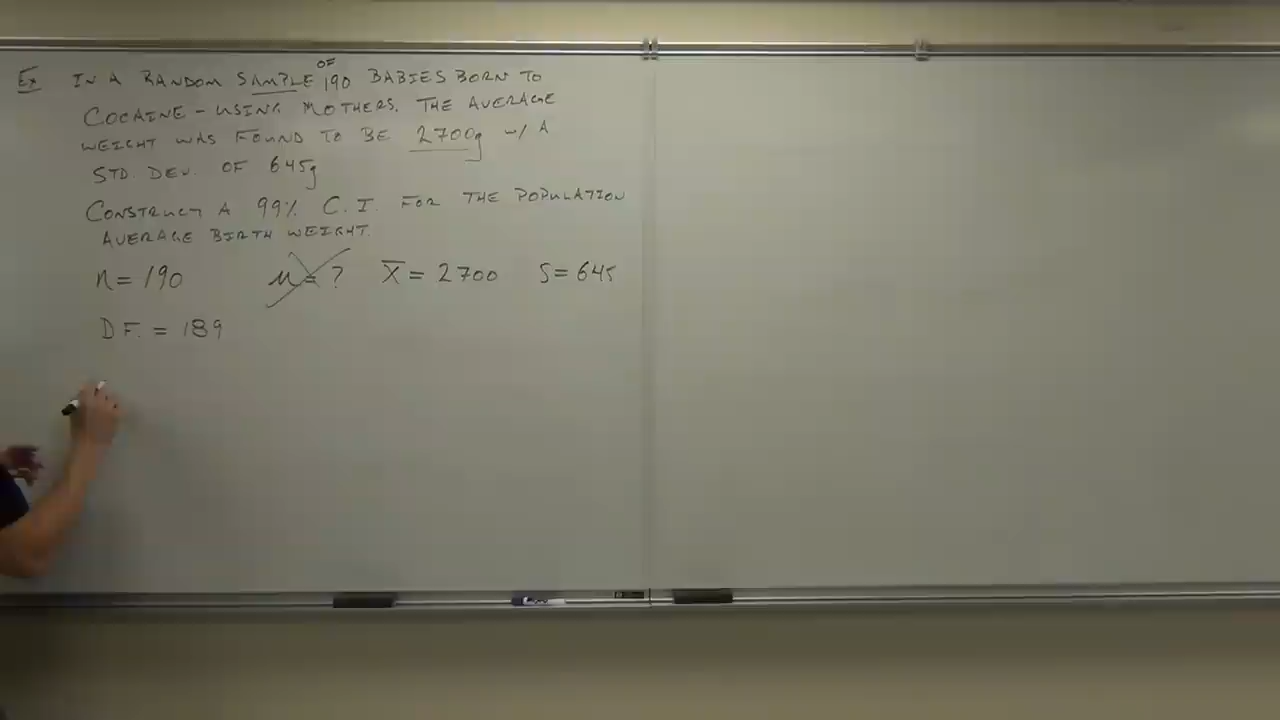 Ex IN A RANDOM SAMPLE OF 190 BABIES BORN TO
COCAINE-USING MOTHERS, THE AVERAGE
WEIGHT WAS FOUND TO BE 2700g w/ A
STD. DEV. OF 645g
CONSTRUCT A 99% C.I. FOR THE POPULATION
AVERAGE BIRTH WEIGHT.
n = 190 μ = ? X̄ = 2700 S = 645
D.F. = 189